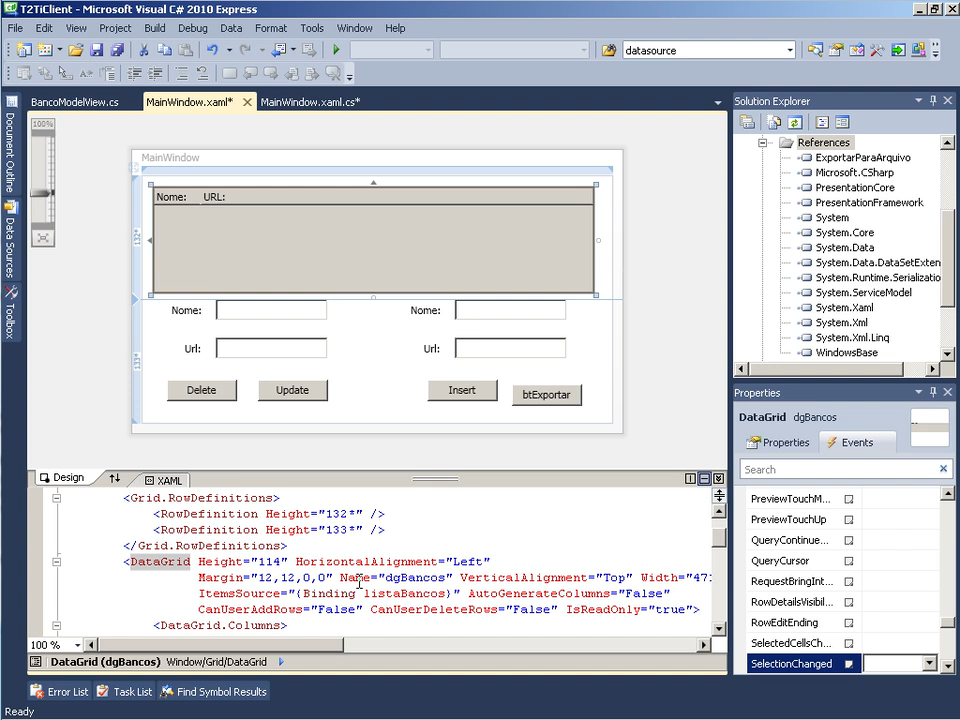 T2TiClient - Microsoft Visual C# 2010 Express
File Edit View Project Build Debug Data Format Tools Window Help
datasource
BancoModelView.cs MainWindow.xaml* MainWindow.xaml.cs*
Document Outline
Data Sources
Toolbox
100%
MainWindow
Nome: URL:
132*
Nome: Nome:
Url: Url:
133*
Delete Update Insert btExportar
Design XAML
<Grid.RowDefinitions>
<RowDefinition Height="132*" />
<RowDefinition Height="133*" />
</Grid.RowDefinitions>
<DataGrid Height="114" HorizontalAlignment="Left"
Margin="12,12,0,0" Name="dgBancos" VerticalAlignment="Top" Width="471
ItemsSource="{Binding listaBancos}" AutoGenerateColumns="False"
CanUserAddRows="False" CanUserDeleteRows="False" IsReadOnly="true">
<DataGrid.Columns>
100 %
DataGrid (dgBancos) Window/Grid/DataGrid
Solution Explorer
References
ExportarParaArquivo
Microsoft.CSharp
PresentationCore
PresentationFramework
System
System.Core
System.Data
System.Data.DataSetExten
System.Runtime.Serializatio
System.ServiceModel
System.Xaml
System.Xml
System.Xml.Linq
WindowsBase
Properties
DataGrid dgBancos
Properties Events
Search
PreviewTouchM...
PreviewTouchUp
QueryContinue...
QueryCursor
RequestBringInt...
RowDetailsVisibil...
RowEditEnding
SelectedCellsCh...
SelectionChanged
Error List Task List Find Symbol Results
Ready